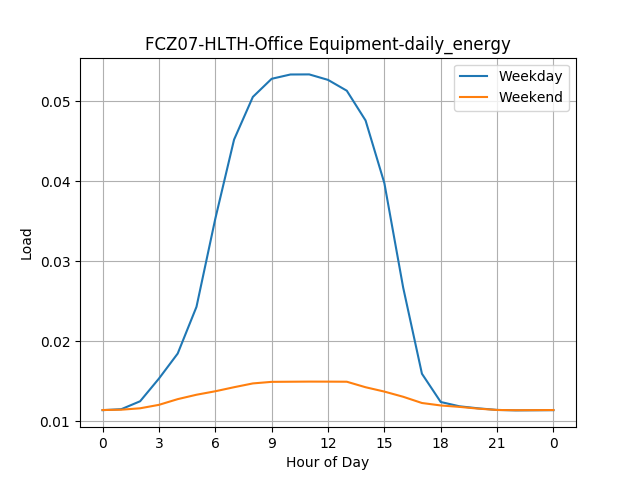 FCZ07-HLTH-Office Equipment-daily_energy
Weekday
Weekend
0.05
0.04
0.03
0.02
0.01
Load
0 3 6 9 12 15 18 21 0
Hour of Day